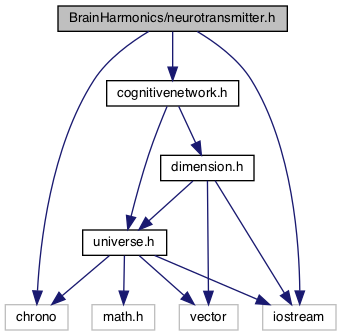 BrainHarmonics/neurotransmitter.h
cognitivenetwork.h
dimension.h
universe.h
chrono
math.h
vector
iostream